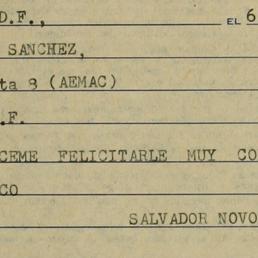 D.F., EL 6
SANCHEZ,
ta 8 (AEMAC)
.F.
CEME FELICITARLE MUY CO
CO
SALVADOR NOVO